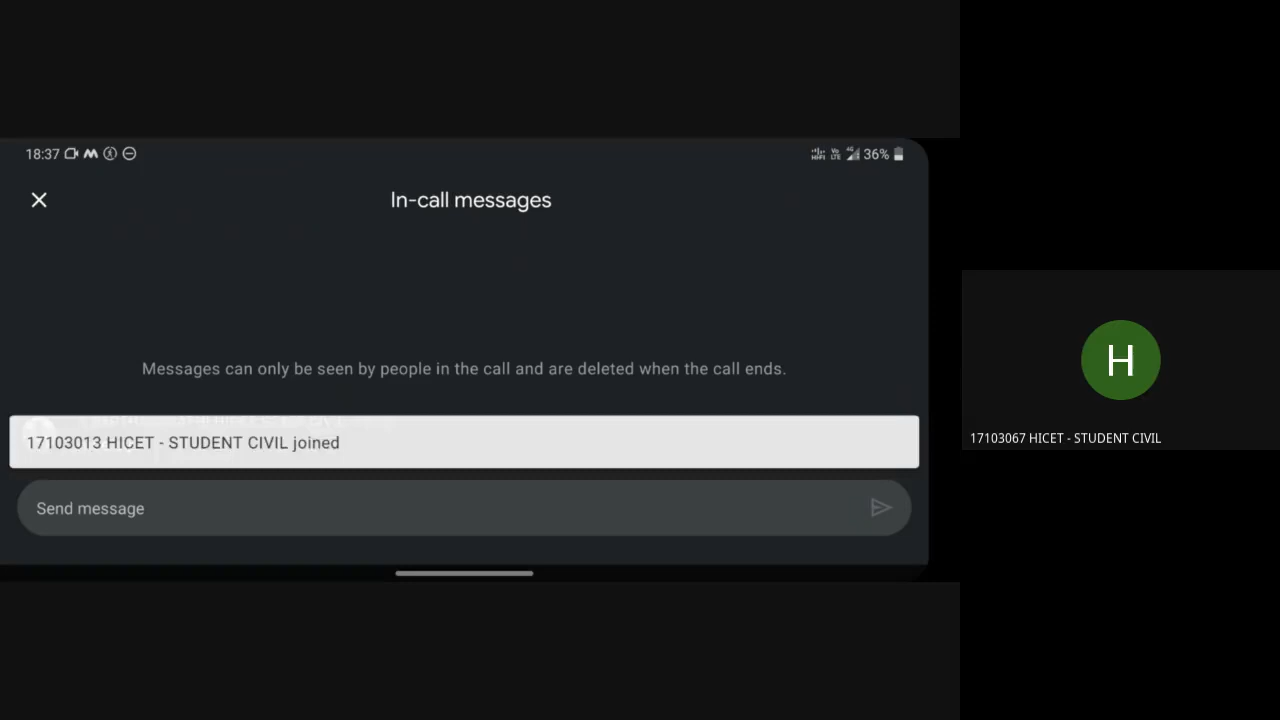 18:37
36%
In-call messages
Messages can only be seen by people in the call and are deleted when the call ends.
17103013 HICET - STUDENT CIVIL joined
Send message
H
17103067 HICET - STUDENT CIVIL